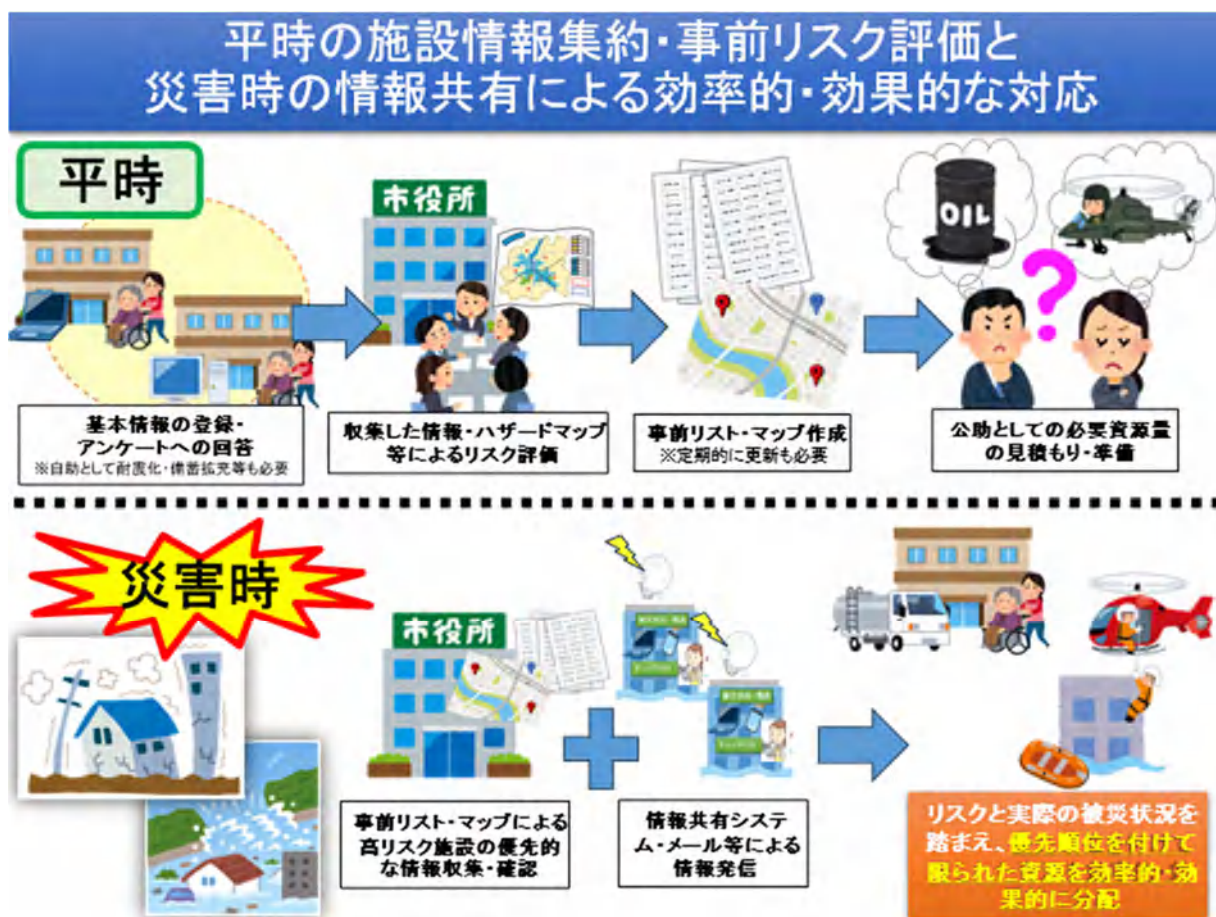 平時の施設情報集約・事前リスク評価と
災害時の情報共有による効率的・効果的な対応
平時
市役所
OIL
基本情報の登録・
アンケートへの回答
※自助として耐震化・備蓄拡充等も必要
収集した情報・ハザードマップ
等によるリスク評価
事前リスト・マップ作成
※定期的に更新も必要
公助としての必要資源量
の見積もり・準備
災害時
市役所
事前リスト・マップによる
高リスク施設の優先的
な情報収集・確認
情報共有システ
ム・メール等による
情報発信
リスクと実際の被災状況を
踏まえ、優先順位を付けて
限られた資源を効率的・効
果的に分配